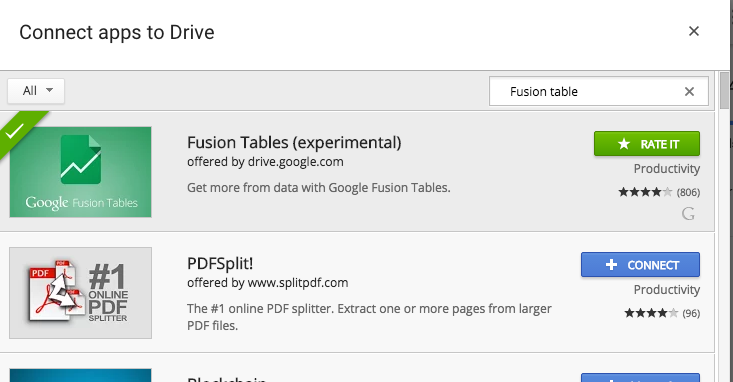 Connect apps to Drive
All
Fusion table
Fusion Tables (experimental)
RATE IT
offered by drive.google.com
Productivity
Get more from data with Google Fusion Tables.
(806)
Google Fusion Tables
G
PDFSplit!
CONNECT
offered by www.splitpdf.com
Productivity
The #1 online PDF splitter. Extract one or more pages from larger
PDF files.
(96)
PDF
PDF
#1
ONLINE
PDF
SPLITTER
Blockchain